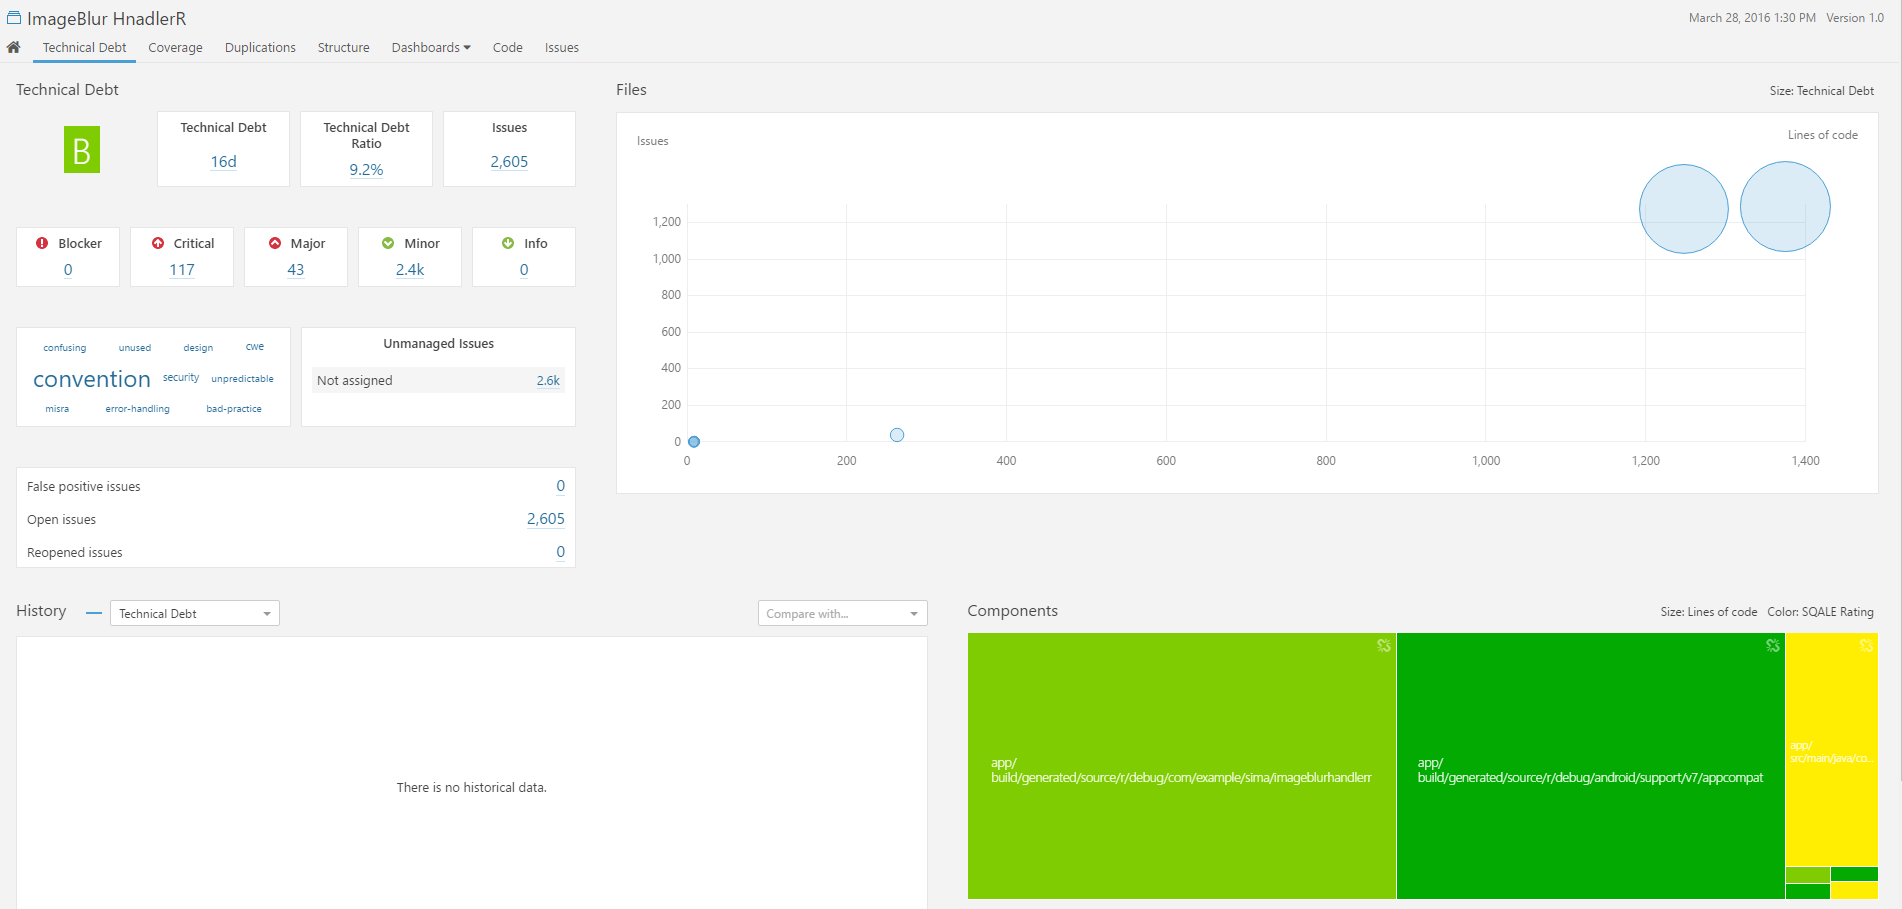 ImageBlur HnadlerR
March 28, 2016 1:30 PM Version 1.0
Technical Debt Coverage Duplications Structure Dashboards Code Issues
Technical Debt
B
Technical Debt
16d
Technical Debt
Ratio
9.2%
Issues
2,605
Blocker
0
Critical
117
Major
43
Minor
2.4k
Info
0
confusing unused design cwe
convention security unpredictable
misra error-handling bad-practice
Unmanaged Issues
Not assigned 2.6k
False positive issues 0
Open issues 2,605
Reopened issues 0
Files
Size: Technical Debt
Issues
Lines of code
1,200
1,000
800
600
400
200
0
0 200 400 600 800 1,000 1,200 1,400
History Technical Debt Compare with...
There is no historical data.
Components
Size: Lines of code Color: SQALE Rating
app/
build/generated/source/r/debug/com/example/sima/imageblurhandlerr
app/
build/generated/source/r/debug/android/support/v7/appcompat
app/
src/main/java/co...